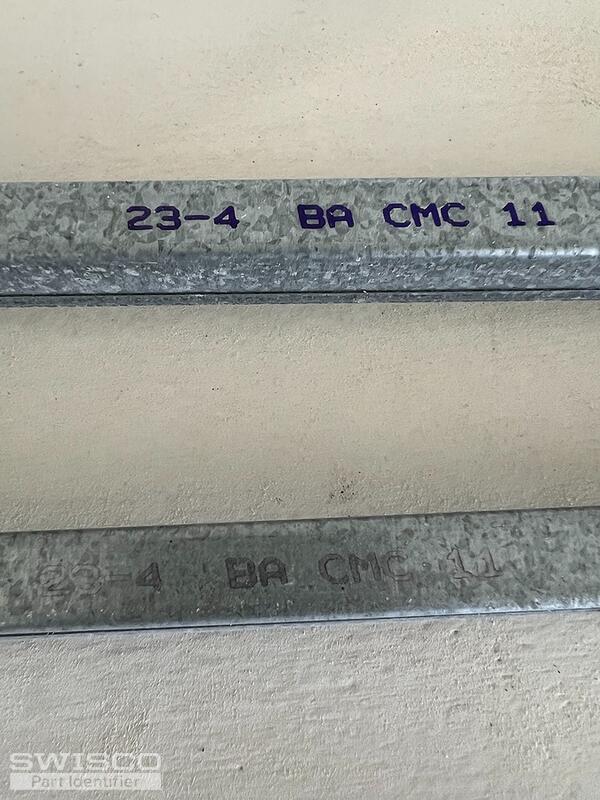 23-4 BA CMC 11
23-4 BA CMC 11
SWISCO
Part Identifier